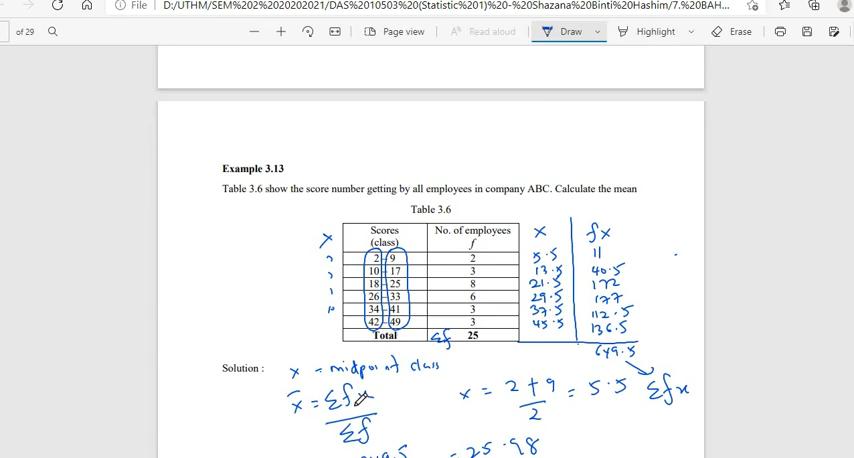 File D:/UTHM/SEM%202%2020202021/DAS%2010503%20(Statistic%201)%20-%20Shazana%20Binti%20Hashim/7.%20BAH...
of 29 Page view Read aloud Draw Highlight Erase
Example 3.13
Table 3.6 show the score number getting by all employees in company ABC. Calculate the mean
Table 3.6
x Scores (class) No. of employees f x fx
2 - 9 2 5.5 11
10 - 17 3 13.5 40.5
18 - 25 8 21.5 172
26 - 33 6 29.5 177
34 - 41 3 37.5 112.5
42 - 49 3 45.5 136.5
Total Σf 25
649.5
Solution : x = midpoint class
x̄ = Σfx / Σf x = 2+9 / 2 = 5.5 Σfx
= 25.98